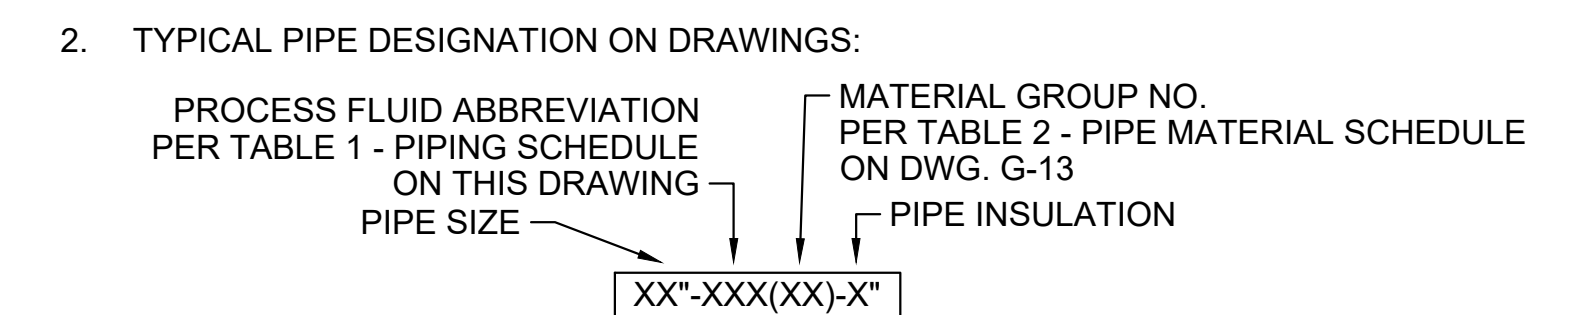 2. TYPICAL PIPE DESIGNATION ON DRAWINGS:
PROCESS FLUID ABBREVIATION
PER TABLE 1 - PIPING SCHEDULE
ON THIS DRAWING
PIPE SIZE
MATERIAL GROUP NO.
PER TABLE 2 - PIPE MATERIAL SCHEDULE
ON DWG. G-13
PIPE INSULATION
XX"-XXX(XX)-X"